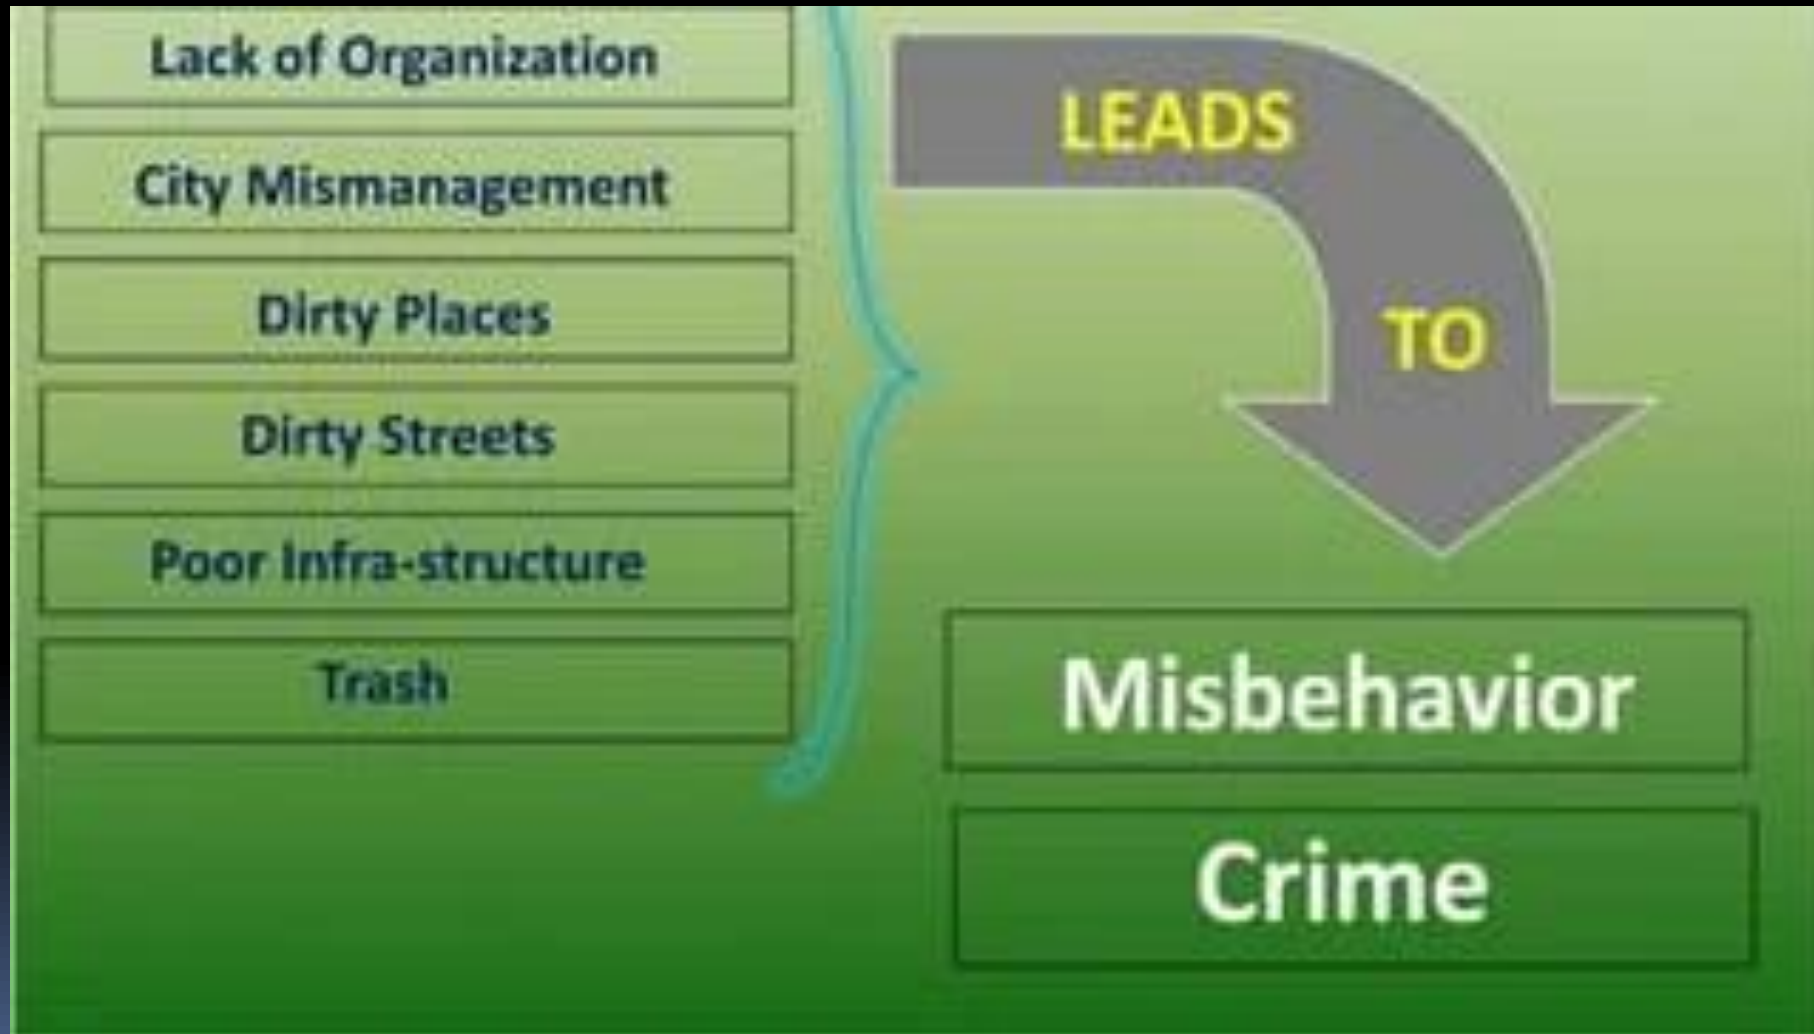 Lack of Organization
City Mismanagement
Dirty Places
Dirty Streets
Poor Infra-structure
Trash
LEADS
TO
Misbehavior
Crime